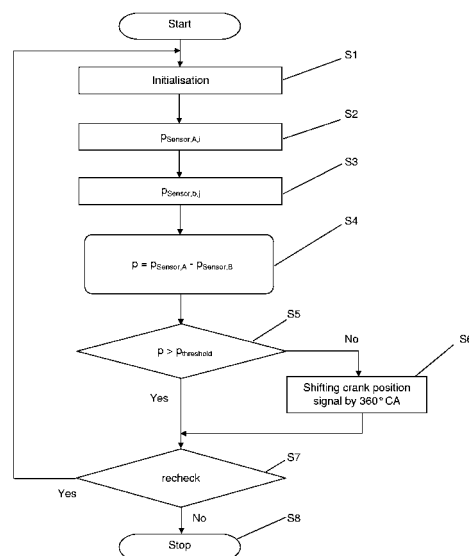 Start
S1
Initialisation
S2
pSensor,A,i
S3
pSensor,b,j
S4
p = pSensor,A - pSensor,B
S5
p > pthreshold
No
S6
Shifting crank position
signal by 360° CA
Yes
S7
recheck
Yes
No
S8
Stop